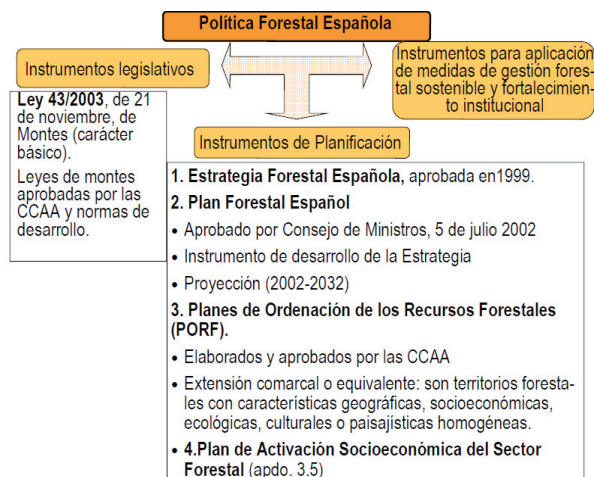 Política Forestal Española
Instrumentos legislativos
Instrumentos para aplicación
de medidas de gestión fores-
tal sostenible y fortalecimien-
to institucional
Ley 43/2003, de 21
de noviembre, de
Montes (carácter
básico).
Leyes de montes
aprobadas por las
CCAA y normas de
desarrollo.
Instrumentos de Planificación
1. Estrategia Forestal Española, aprobada en1999.
2. Plan Forestal Español
• Aprobado por Consejo de Ministros, 5 de julio 2002
• Instrumento de desarrollo de la Estrategia
• Proyección (2002-2032)
3. Planes de Ordenación de los Recursos Forestales
(PORF).
• Elaborados y aprobados por las CCAA
• Extensión comarcal o equivalente: son territorios foresta-
les con características geográficas, socioeconómicas,
ecológicas, culturales o paisajísticas homogéneas.
• 4.Plan de Activación Socioeconómica del Sector
Forestal (apdo. 3.5)